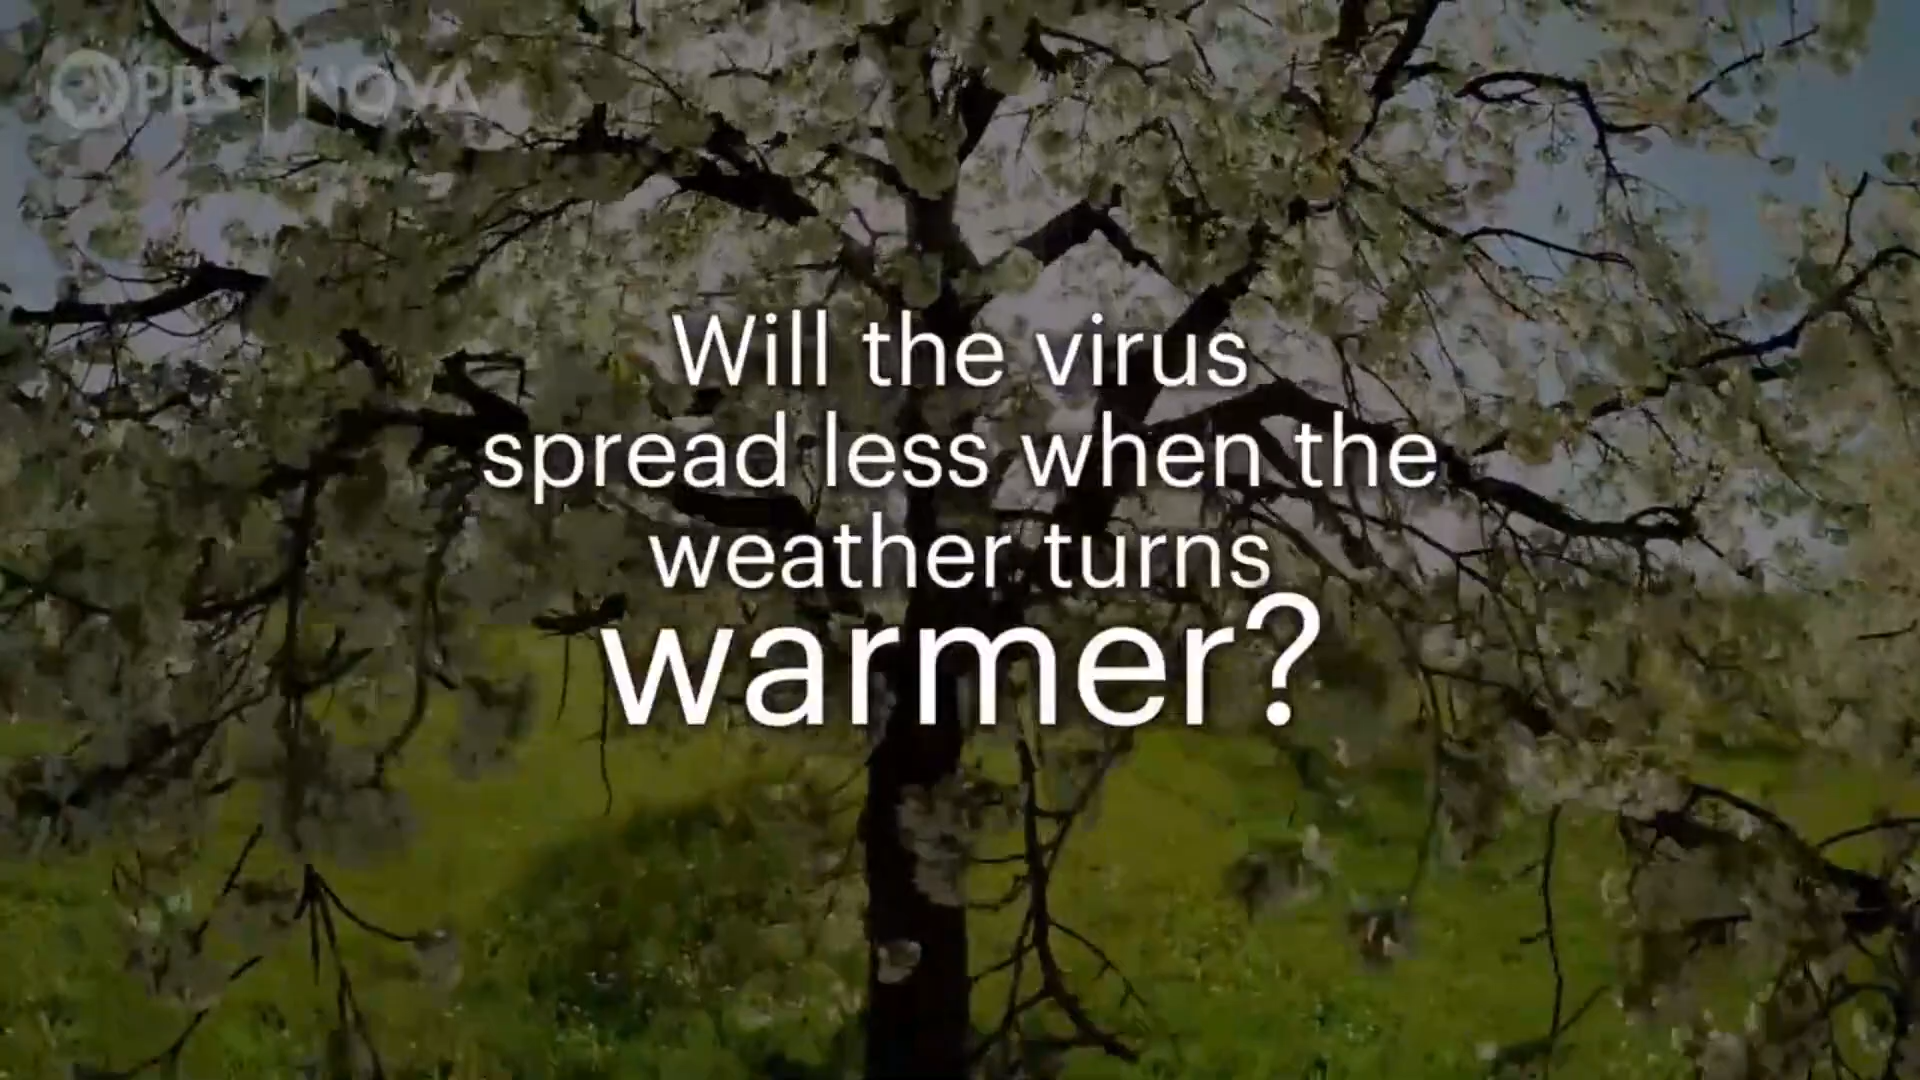 PBS | NOVA
Will the virus
spread less when the
weather turns
warmer?